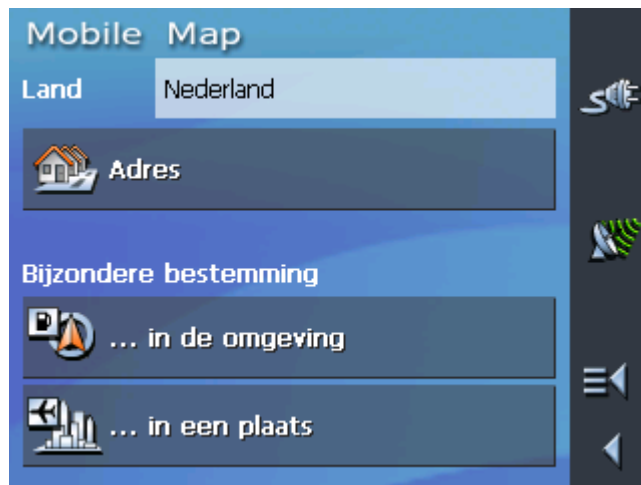 Mobile Map
Land Nederland
Adres
Bijzondere bestemming
... in de omgeving
... in een plaats